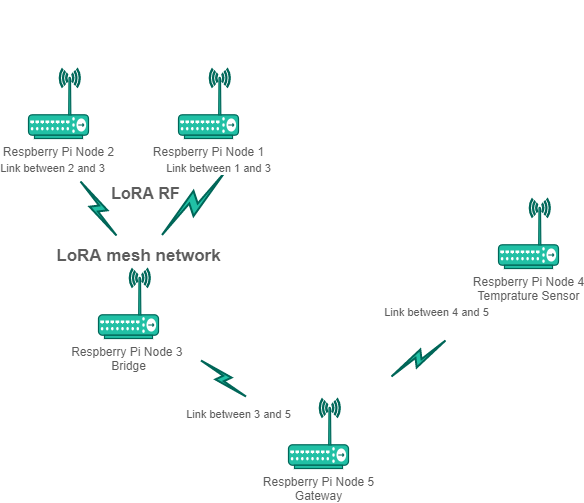 Respberry Pi Node 2
Link between 2 and 3
Respberry Pi Node 1
Link between 1 and 3
LoRA RF
LoRA mesh network
Respberry Pi Node 3
Bridge
Respberry Pi Node 4
Temprature Sensor
Link between 4 and 5
Link between 3 and 5
Respberry Pi Node 5
Gateway